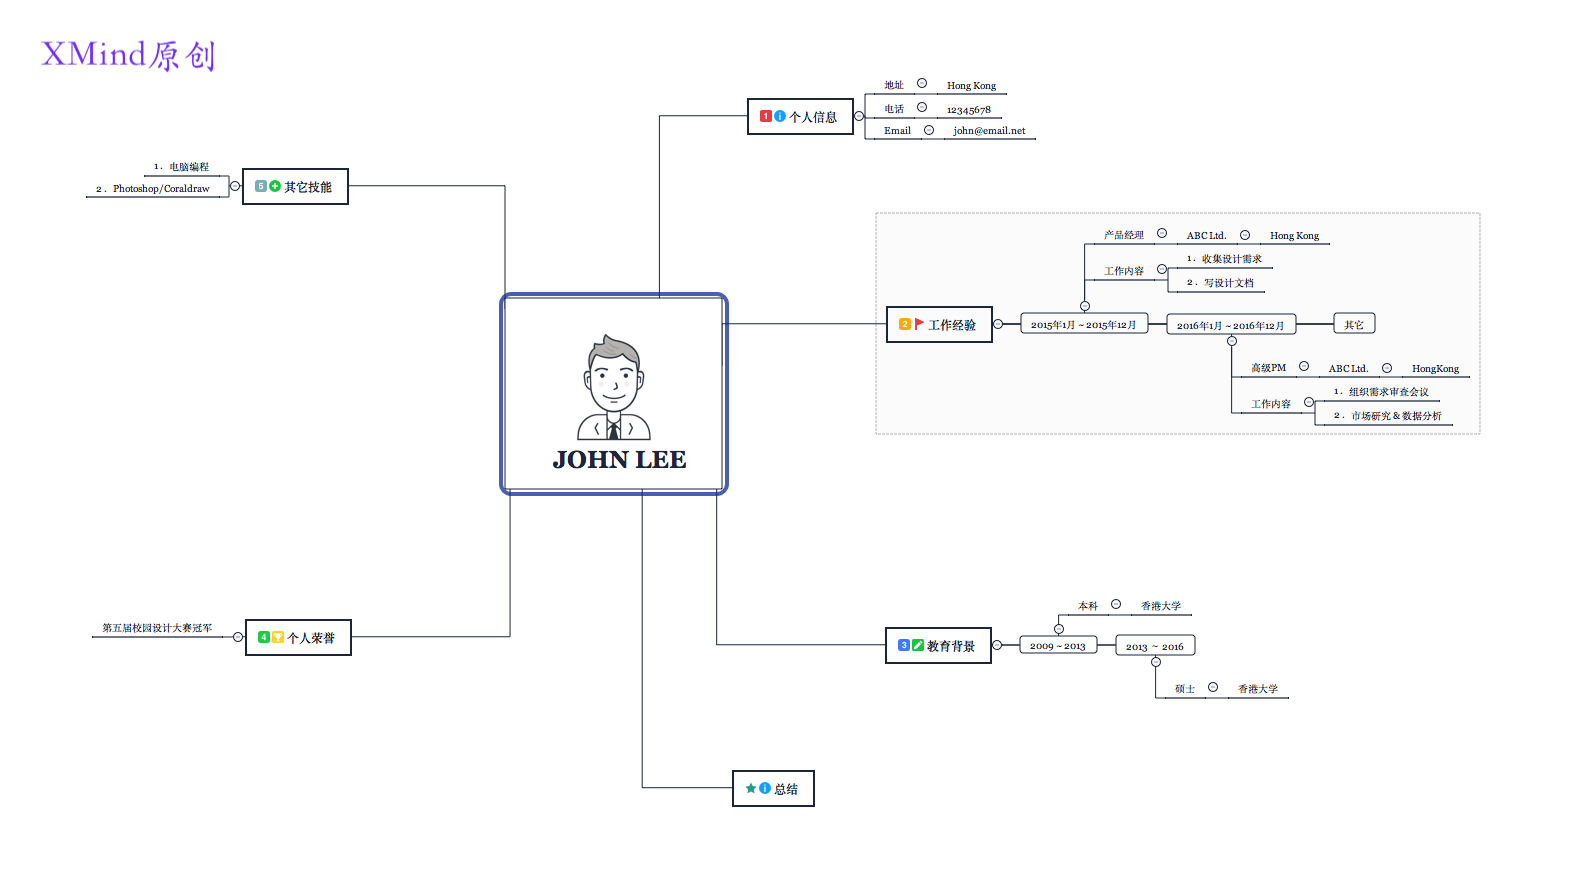 XMind原创
1 个人信息
地址 Hong Kong
电话 12345678
Email john@email.net
5 其它技能
1. 电脑编程
2. Photoshop/Coraldraw
JOHN LEE
2 工作经验
2015年1月 ~ 2015年12月
产品经理 ABC Ltd. Hong Kong
工作内容
1. 收集设计需求
2. 写设计文档
2016年1月 ~ 2016年12月
高级PM ABC Ltd. HongKong
工作内容
1. 组织需求审查会议
2. 市场研究 & 数据分析
其它
4 个人荣誉
第五届校园设计大赛冠军
3 教育背景
2009 ~ 2013
本科 香港大学
2013 ~ 2016
硕士 香港大学
总结